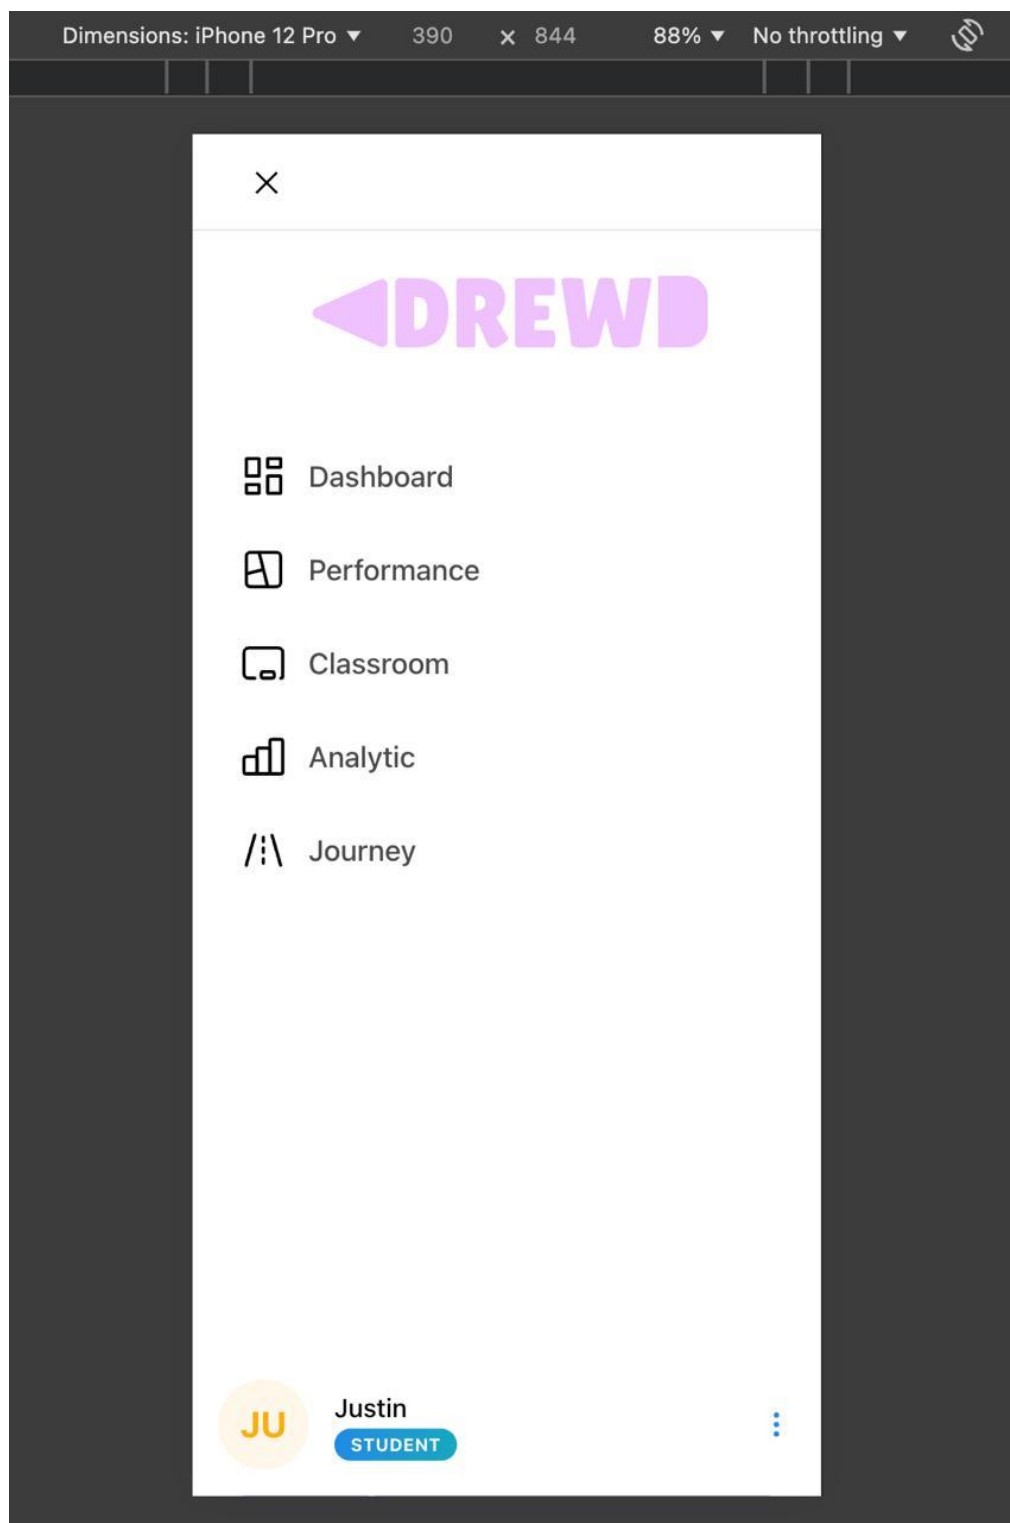 Dimensions: iPhone 12 Pro ▼ 390 × 844 88% ▼ No throttling ▼
DREW
Dashboard
Performance
Classroom
Analytic
Journey
JU
Justin
STUDENT